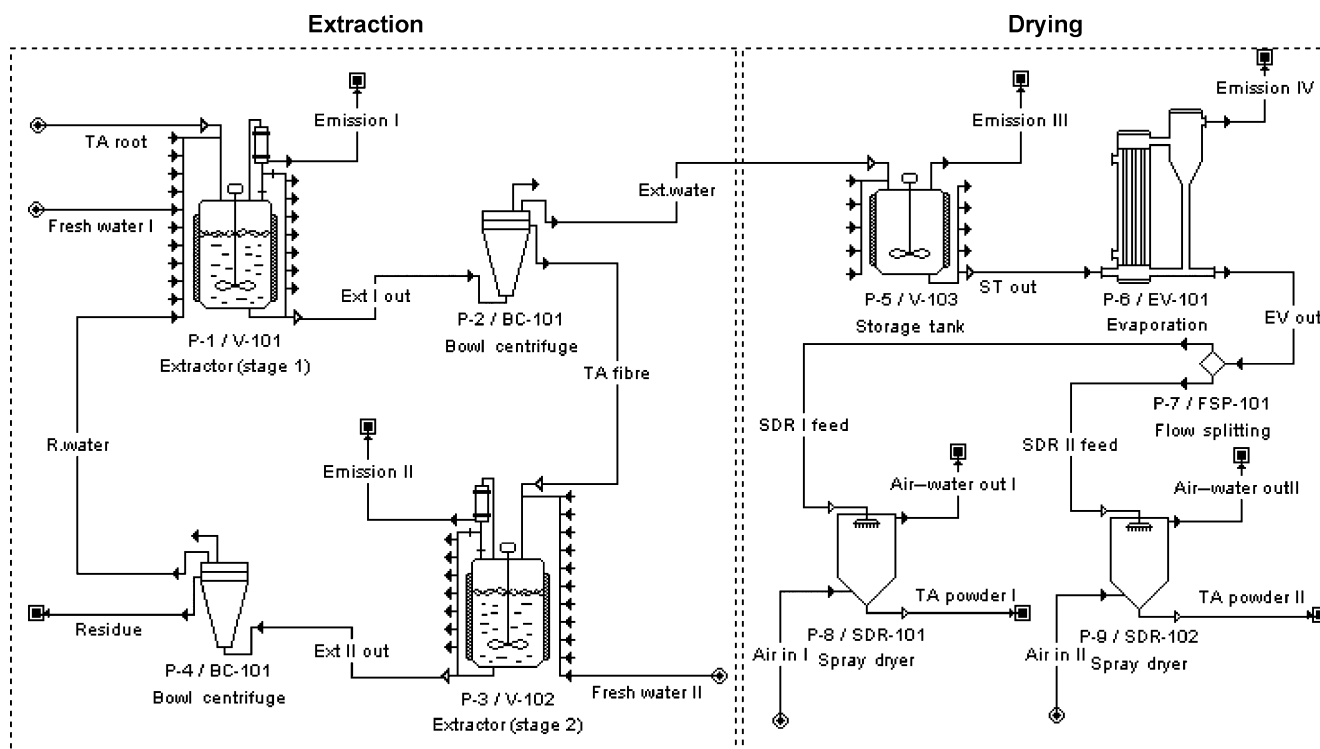 Extraction
Drying
TA root
Emission I
Fresh water I
Ext I out
P-1 / V-101
Extractor (stage 1)
P-2 / BC-101
Bowl centrifuge
Ext.water
TA fibre
R.water
Emission II
Residue
P-4 / BC-101
Bowl centrifuge
Ext II out
P-3 / V-102
Extractor (stage 2)
Fresh water II
Emission III
Emission IV
P-5 / V-103
Storage tank
ST out
P-6 / EV-101
Evaporation
EV out
P-7 / FSP-101
Flow splitting
SDR I feed
SDR II feed
Air–water out I
Air–water outII
TA powder I
TA powder II
P-8 / SDR-101
Spray dryer
Air in I
P-9 / SDR-102
Spray dryer
Air in II